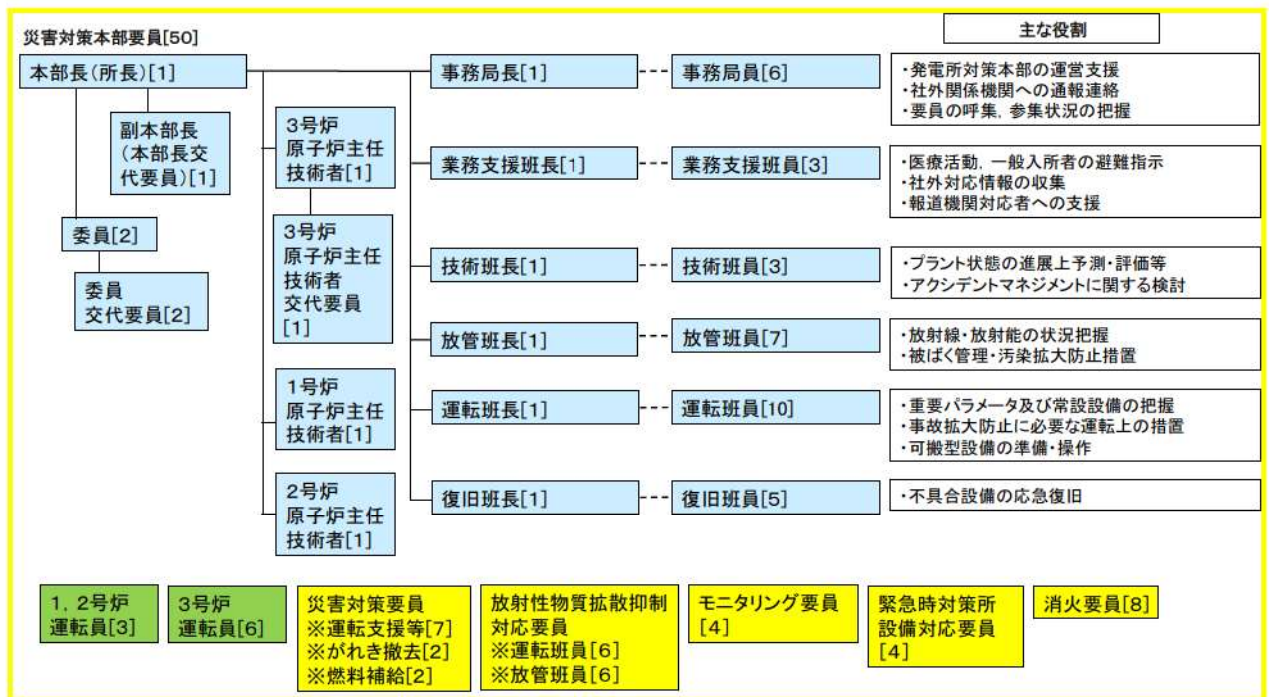 災害対策本部要員[50]
主な役割
本部長(所長)[1]
副本部長
(本部長交
代要員)[1]
委員[2]
委員
交代要員[2]
3号炉
原子炉主任
技術者[1]
3号炉
原子炉主任
技術者
交代要員
[1]
1号炉
原子炉主任
技術者[1]
2号炉
原子炉主任
技術者[1]
事務局長[1]
事務局員[6]
・発電所対策本部の運営支援
・社外関係機関への通報連絡
・要員の呼集,参集状況の把握
業務支援班長[1]
業務支援班員[3]
・医療活動,一般入所者の避難指示
・社外対応情報の収集
・報道機関対応者への支援
技術班長[1]
技術班員[3]
・プラント状態の進展上予測・評価等
・アクシデントマネジメントに関する検討
放管班長[1]
放管班員[7]
・放射線・放射能の状況把握
・被ばく管理・汚染拡大防止措置
運転班長[1]
運転班員[10]
・重要パラメータ及び常設設備の把握
・事故拡大防止に必要な運転上の措置
・可搬型設備の準備・操作
復旧班長[1]
復旧班員[5]
・不具合設備の応急復旧
1,2号炉
運転員[3]
3号炉
運転員[6]
災害対策要員
※運転支援等[7]
※がれき撤去[2]
※燃料補給[2]
放射性物質拡散抑制
対応要員
※運転班員[6]
※放管班員[6]
モニタリング要員
[4]
緊急時対策所
設備対応要員
[4]
消火要員[8]